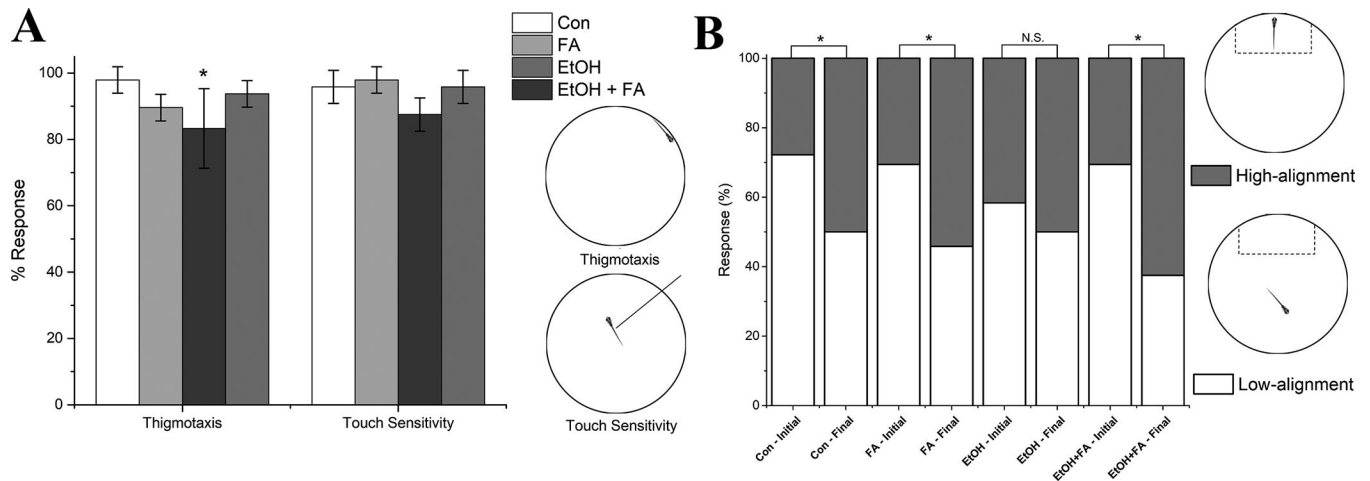 A
Con
FA
EtOH
EtOH + FA
% Response
100
80
60
40
20
0
*
Thigmotaxis
Touch Sensitivity
Thigmotaxis
Touch Sensitivity
B
Response (%)
100
80
60
40
20
0
*
*
N.S.
*
Con - Initial
Con - Final
FA - Initial
FA - Final
EtOH - Initial
EtOH - Final
EtOH+FA - Initial
EtOH+FA - Final
High-alignment
Low-alignment